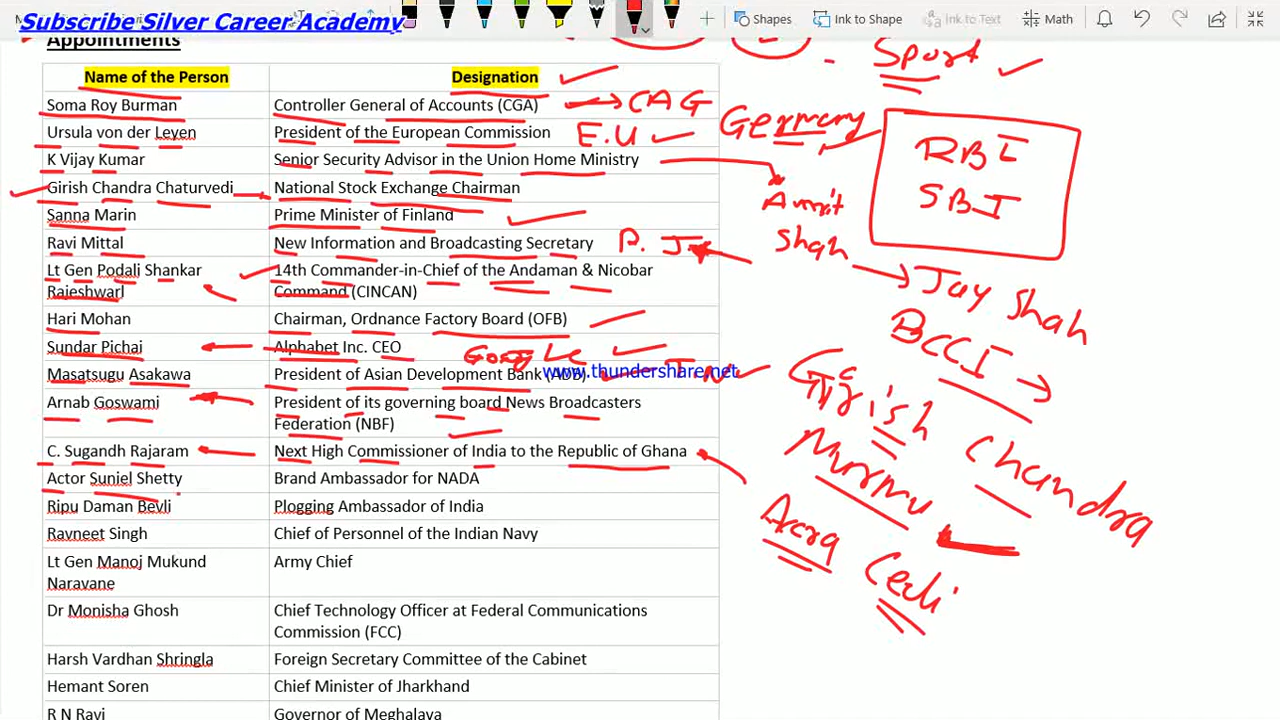 Subscribe Silver Career Academy
Shapes
Ink to Shape
Ink to Text
Math
Appointments
Sport
Name of the Person Designation
Soma Roy Burman Controller General of Accounts (CGA) CAG
Ursula von der Leyen President of the European Commission E.U Germany
K Vijay Kumar Senior Security Advisor in the Union Home Ministry
RBI
SBI
Girish Chandra Chaturvedi National Stock Exchange Chairman
Amit
Shah
Sanna Marin Prime Minister of Finland
Ravi Mittal New Information and Broadcasting Secretary P. J
Lt Gen Podali Shankar Rajeshwarl 14th Commander-in-Chief of the Andaman & Nicobar
Command (CINCAN)
Jay Shah
BCCI
Hari Mohan Chairman, Ordnance Factory Board (OFB)
Sundar Pichai Alphabet Inc. CEO Google
Masatsugu Asakawa President of Asian Development Bank (ADB)
www.thundershare.net
Girish Chandra
Murmu
Arnab Goswami President of its governing board News Broadcasters
Federation (NBF)
C. Sugandh Rajaram Next High Commissioner of India to the Republic of Ghana
Accra Cedi
Actor Suniel Shetty Brand Ambassador for NADA
Ripu Daman Bevli Plogging Ambassador of India
Ravneet Singh Chief of Personnel of the Indian Navy
Lt Gen Manoj Mukund Army Chief
Naravane
Dr Monisha Ghosh Chief Technology Officer at Federal Communications
Commission (FCC)
Harsh Vardhan Shringla Foreign Secretary Committee of the Cabinet
Hemant Soren Chief Minister of Jharkhand
R N Ravi Governor of Meghalaya